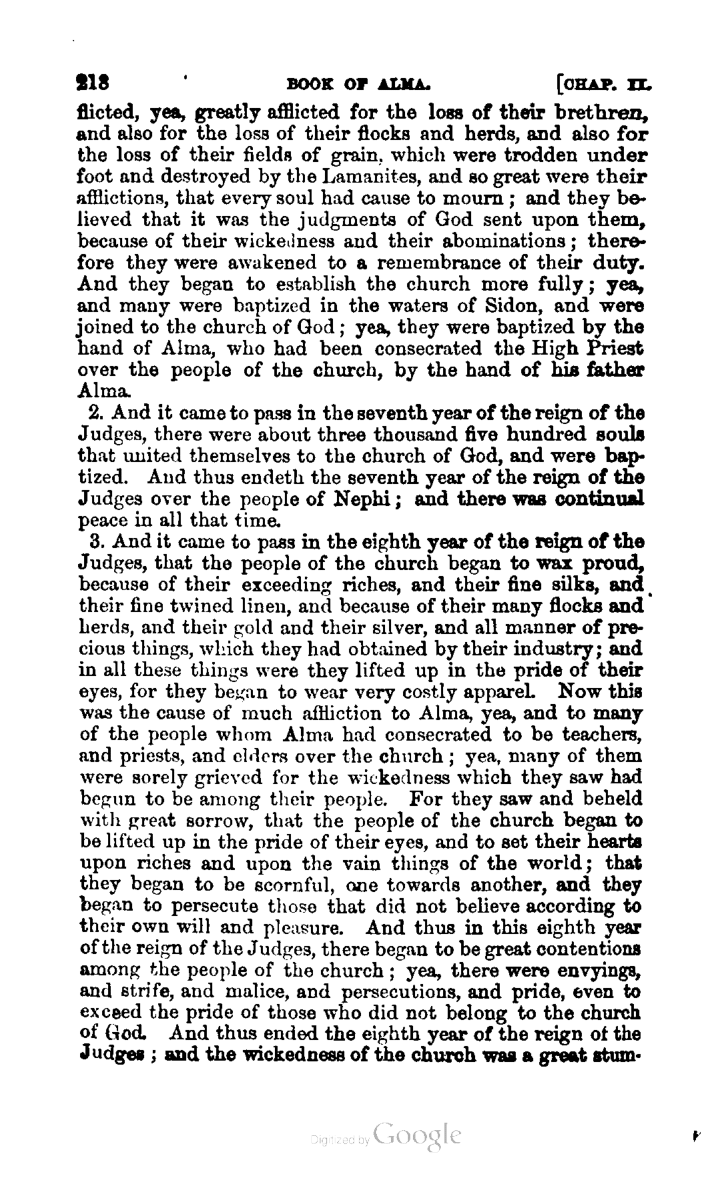 218 BOOK OF ALMA. [CHAP. II.
flicted, yea, greatly afflicted for the loss of their brethren,
and also for the loss of their flocks and herds, and also for
the loss of their fields of grain, which were trodden under
foot and destroyed by the Lamanites, and so great were their
afflictions, that every soul had cause to mourn; and they be-
lieved that it was the judgments of God sent upon them,
because of their wickedness and their abominations; there-
fore they were awakened to a remembrance of their duty.
And they began to establish the church more fully; yea,
and many were baptized in the waters of Sidon, and were
joined to the church of God; yea, they were baptized by the
hand of Alma, who had been consecrated the High Priest
over the people of the church, by the hand of his father
Alma.
2. And it came to pass in the seventh year of the reign of the
Judges, there were about three thousand five hundred souls
that united themselves to the church of God, and were bap-
tized. And thus endeth the seventh year of the reign of the
Judges over the people of Nephi; and there was continual
peace in all that time.
3. And it came to pass in the eighth year of the reign of the
Judges, that the people of the church began to wax proud,
because of their exceeding riches, and their fine silks, and
their fine twined linen, and because of their many flocks and
herds, and their gold and their silver, and all manner of pre-
cious things, which they had obtained by their industry; and
in all these things were they lifted up in the pride of their
eyes, for they began to wear very costly apparel. Now this
was the cause of much affliction to Alma, yea, and to many
of the people whom Alma had consecrated to be teachers,
and priests, and elders over the church; yea, many of them
were sorely grieved for the wickedness which they saw had
begun to be among their people. For they saw and beheld
with great sorrow, that the people of the church began to
be lifted up in the pride of their eyes, and to set their hearts
upon riches and upon the vain things of the world; that
they began to be scornful, one towards another, and they
began to persecute those that did not believe according to
their own will and pleasure. And thus in this eighth year
of the reign of the Judges, there began to be great contentions
among the people of the church; yea, there were envyings,
and strife, and malice, and persecutions, and pride, even to
exceed the pride of those who did not belong to the church
of God. And thus ended the eighth year of the reign of the
Judges; and the wickedness of the church was a great stum-
Digitized by Google